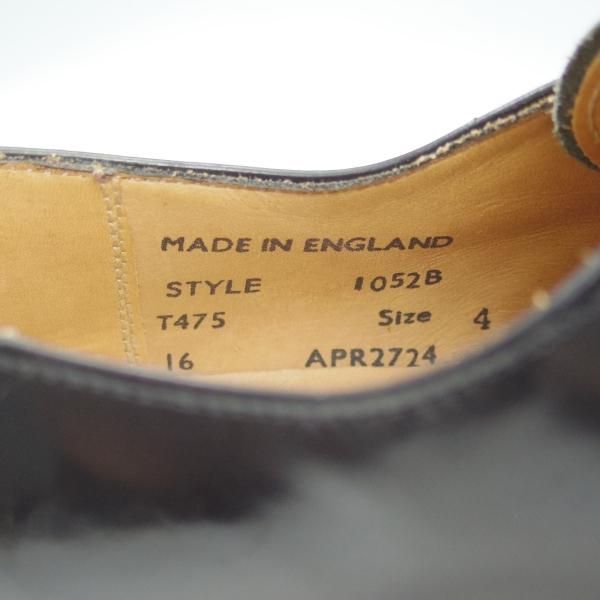 MADE IN ENGLAND
STYLE 1052B
T475 Size 4
16 APR2724